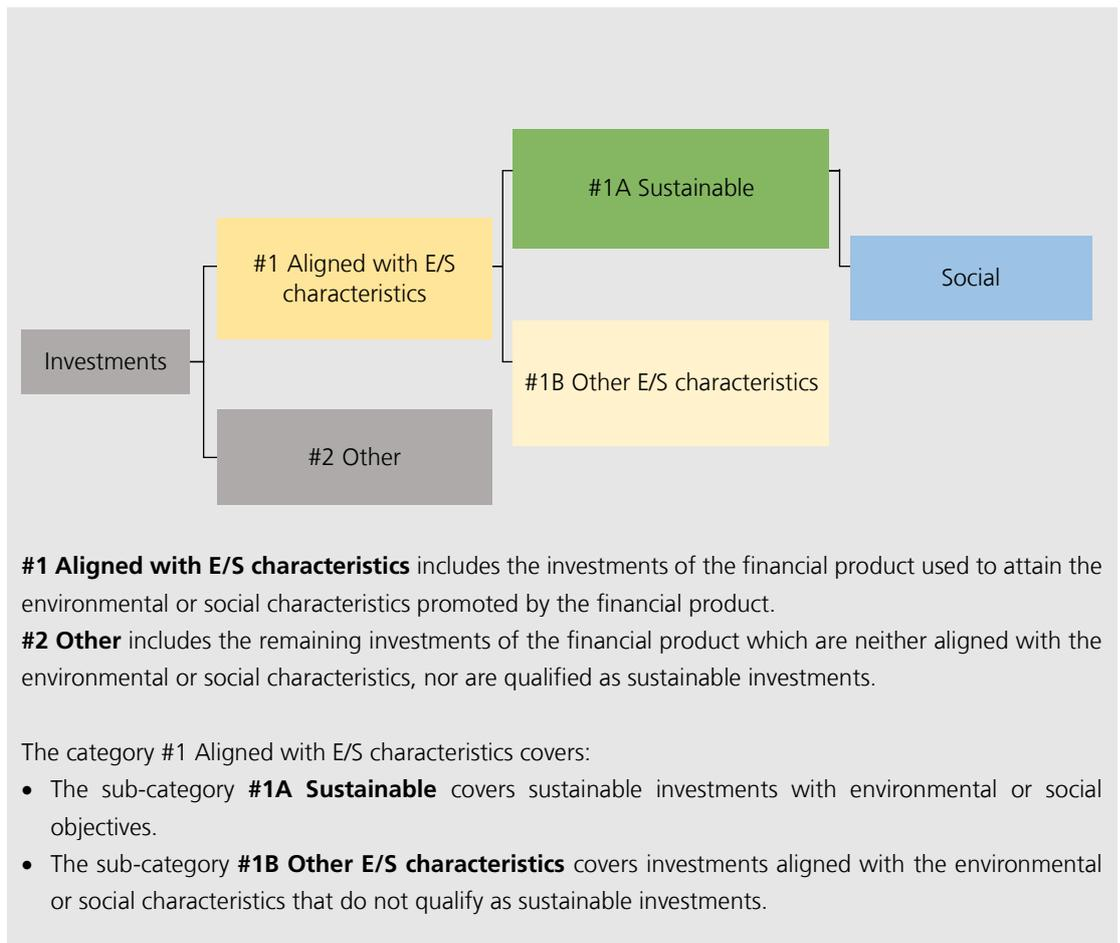 #1A Sustainable
#1 Aligned with E/S
characteristics
Social
Investments
#1B Other E/S characteristics
#2 Other
#1 Aligned with E/S characteristics includes the investments of the financial product used to attain the
environmental or social characteristics promoted by the financial product.
#2 Other includes the remaining investments of the financial product which are neither aligned with the
environmental or social characteristics, nor are qualified as sustainable investments.
The category #1 Aligned with E/S characteristics covers:
• The sub-category #1A Sustainable covers sustainable investments with environmental or social
objectives.
• The sub-category #1B Other E/S characteristics covers investments aligned with the environmental
or social characteristics that do not qualify as sustainable investments.